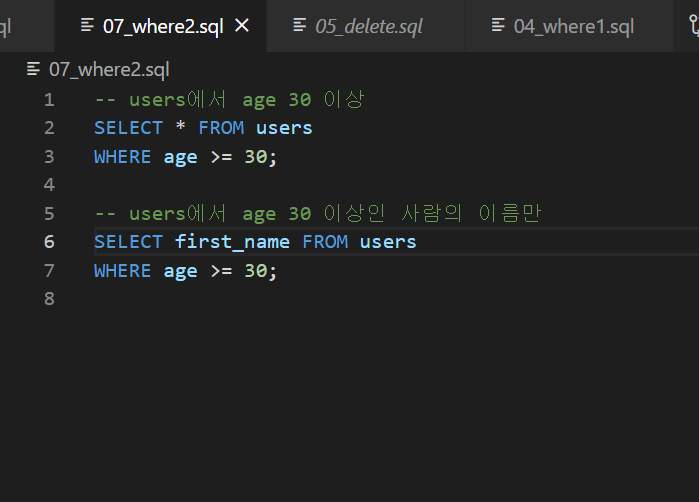 ql
07_where2.sql
05_delete.sql
04_where1.sql
07_where2.sql
1 -- users에서 age 30 이상
2 SELECT * FROM users
3 WHERE age >= 30;
4
5 -- users에서 age 30 이상인 사람의 이름만
6 SELECT first_name FROM users
7 WHERE age >= 30;
8